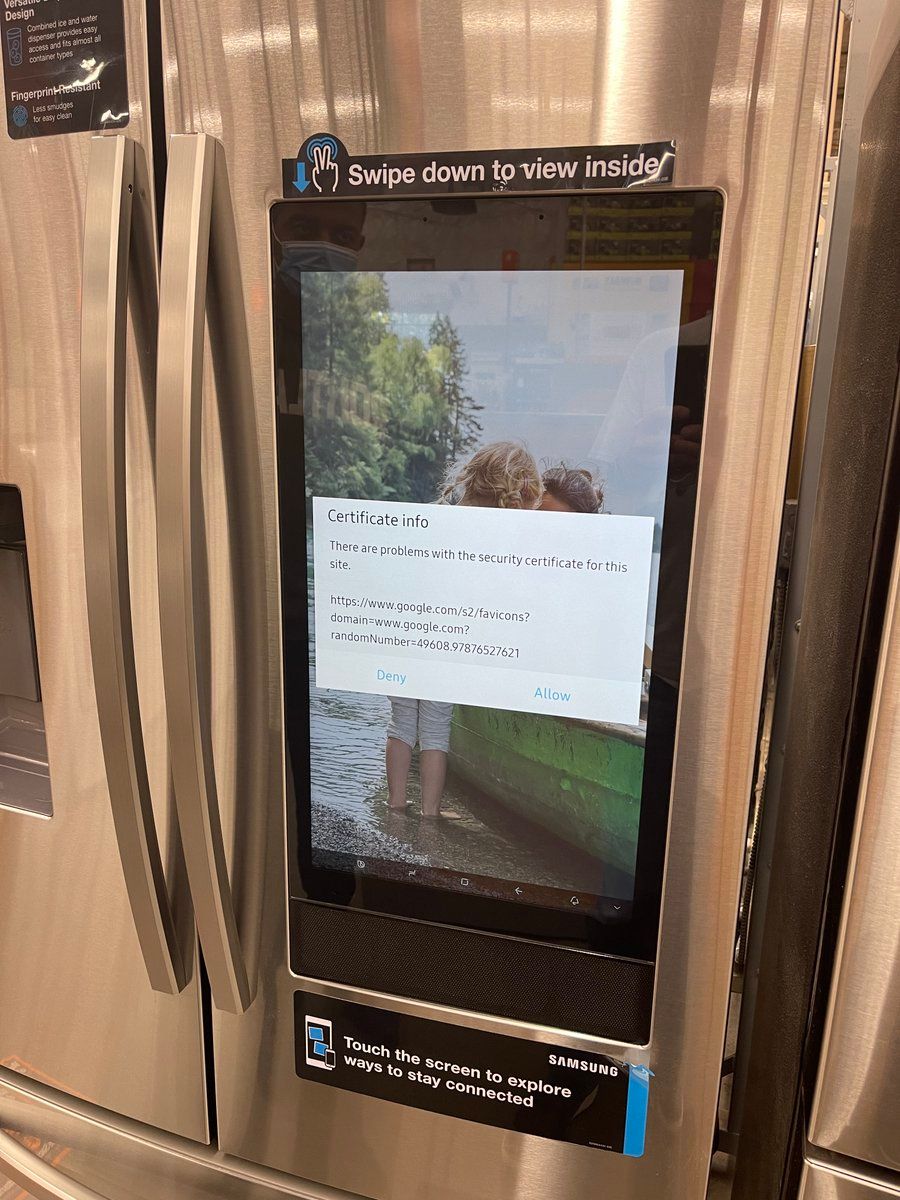 Design
Combined ice and water
dispenser provides easy
access and fits almost all
container types
Fingerprint Resistant
Less smudges
for easy clean
Swipe down to view inside
Certificate info
There are problems with the security certificate for this
site.
https://www.google.com/s2/favicons?
domain=www.google.com?
randomNumber=49608.97876527621
Deny
Allow
SAMSUNG
Touch the screen to explore
ways to stay connected